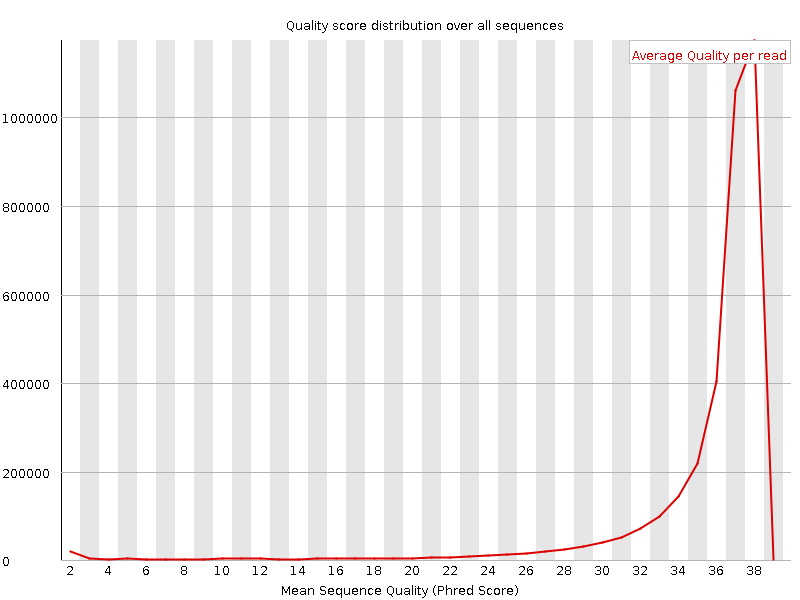 Quality score distribution over all sequences
Average Quality per read
1000000
800000
600000
400000
200000
0
2 4 6 8 10 12 14 16 18 20 22 24 26 28 30 32 34 36 38
Mean Sequence Quality (Phred Score)